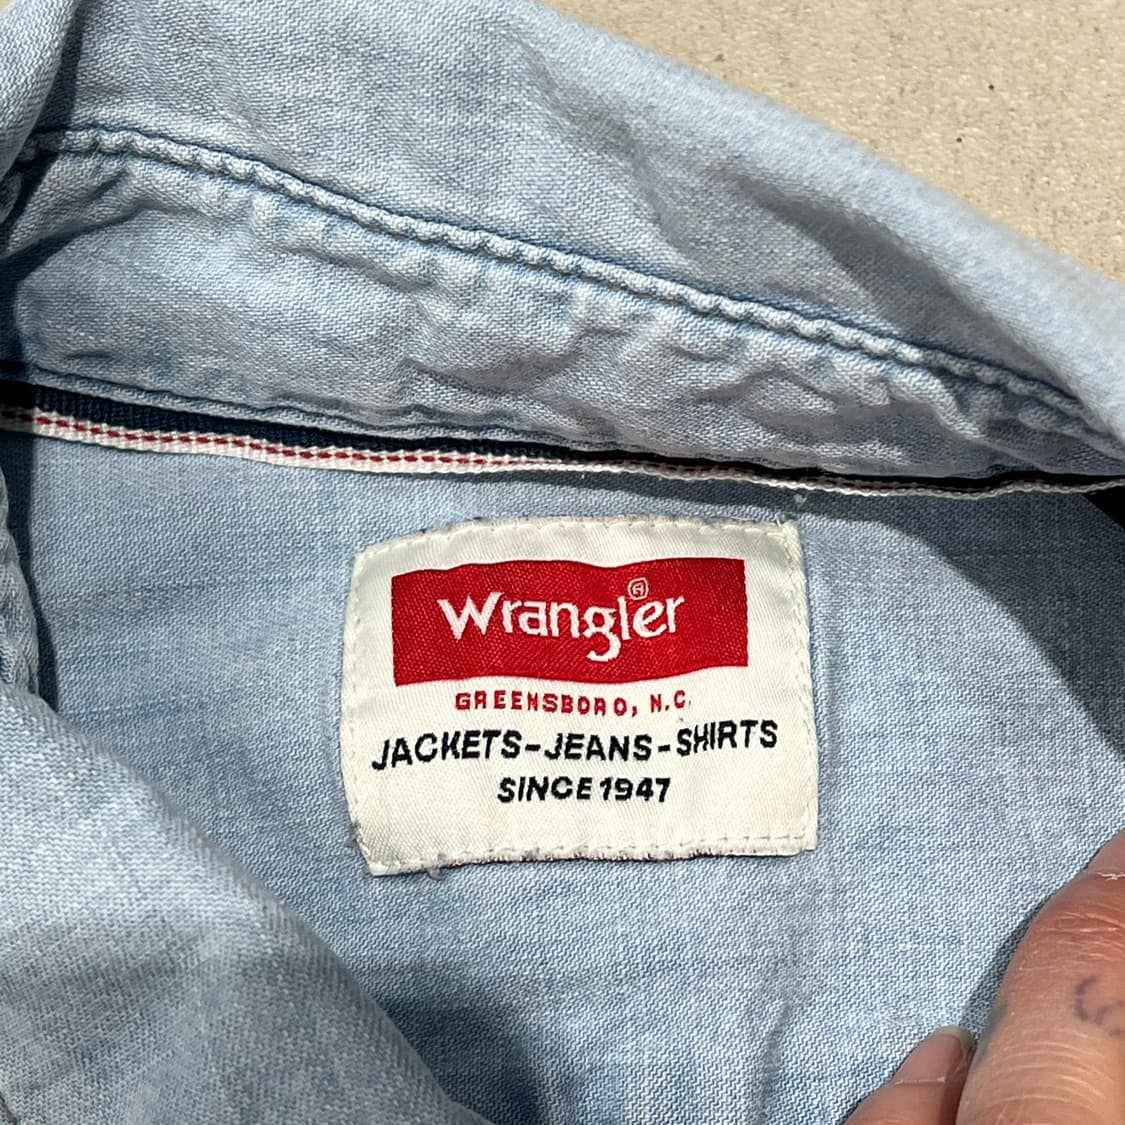 Wrangler®
GREENSBORO, N.C.
JACKETS-JEANS-SHIRTS
SINCE 1947